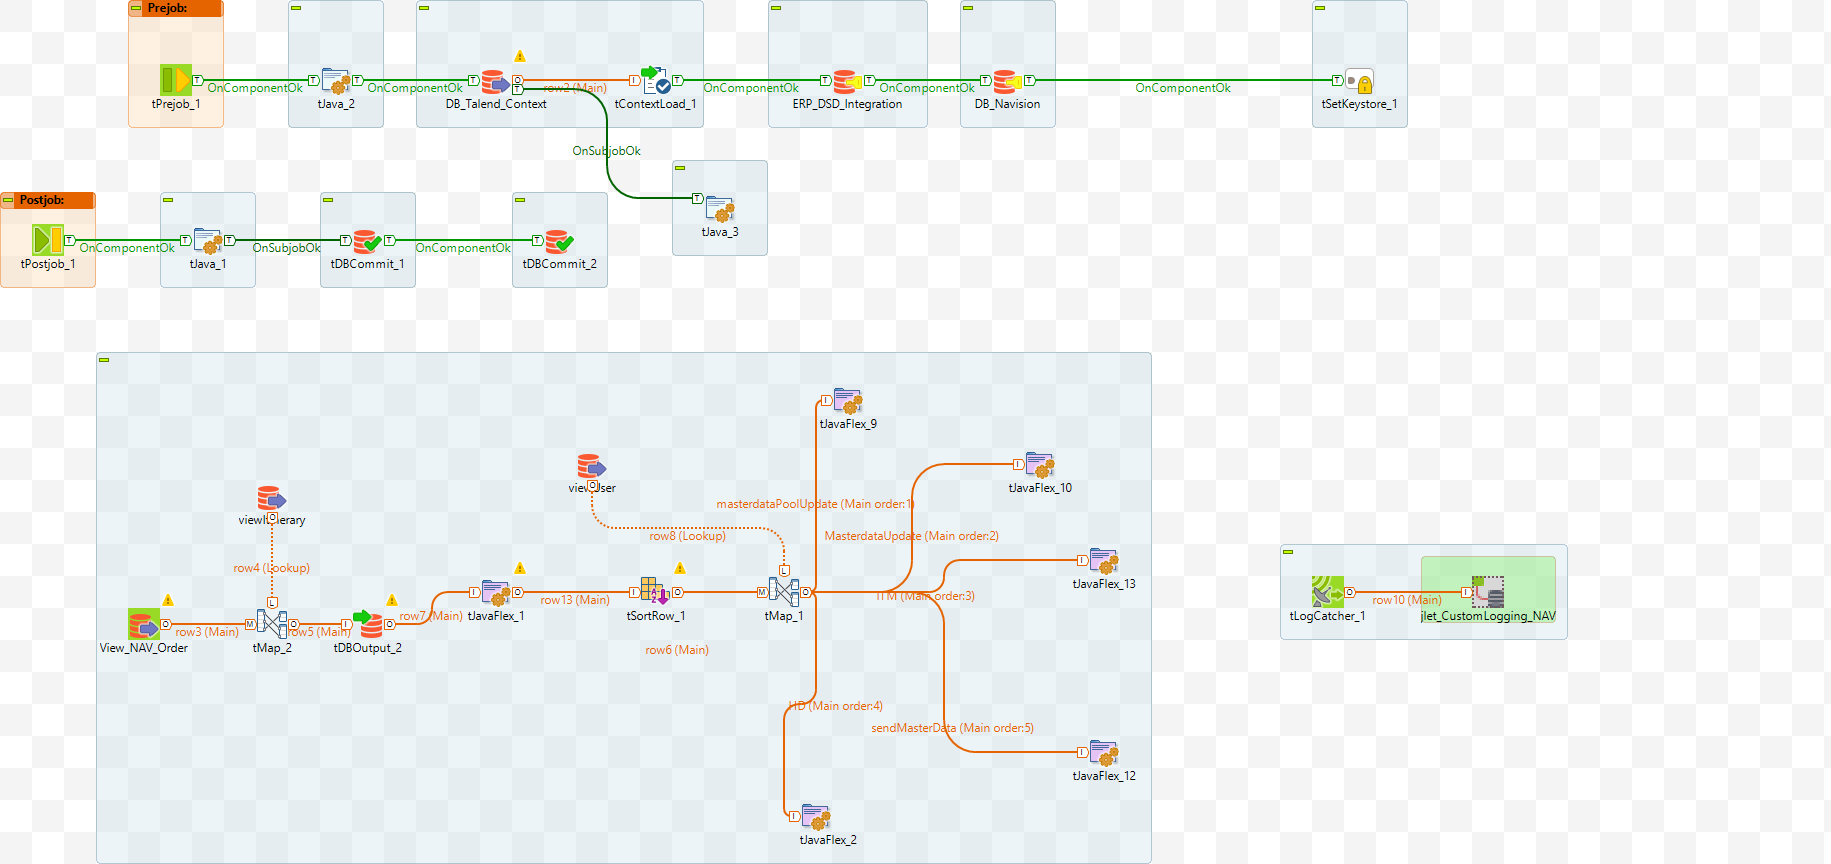 Prejob:
OnComponentOk
OnComponentOk
row2 (Main)
OnComponentOk
OnComponentOk
OnComponentOk
tPrejob_1
tJava_2
DB_Talend_Context
tContextLoad_1
ERP_DSD_Integration
DB_Navision
tSetKeystore_1
OnSubjobOk
tJava_3
Postjob:
OnComponentOk
OnSubjobOk
OnComponentOk
tPostjob_1
tJava_1
tDBCommit_1
tDBCommit_2
tJavaFlex_9
tJavaFlex_10
masterdataPoolUpdate (Main order:1)
row8 (Lookup)
MasterdataUpdate (Main order:2)
row4 (Lookup)
tJavaFlex_13
ITM (Main order:3)
row13 (Main)
tJavaFlex_1
tSortRow_1
tMap_1
row7 (Main)
row3 (Main)
row5 (Main)
View_NAV_Order
tMap_2
tDBOutput_2
row6 (Main)
HD (Main order:4)
sendMasterData (Main order:5)
tJavaFlex_12
tJavaFlex_2
row10 (Main)
tLogCatcher_1
jlet_CustomLogging_NAV